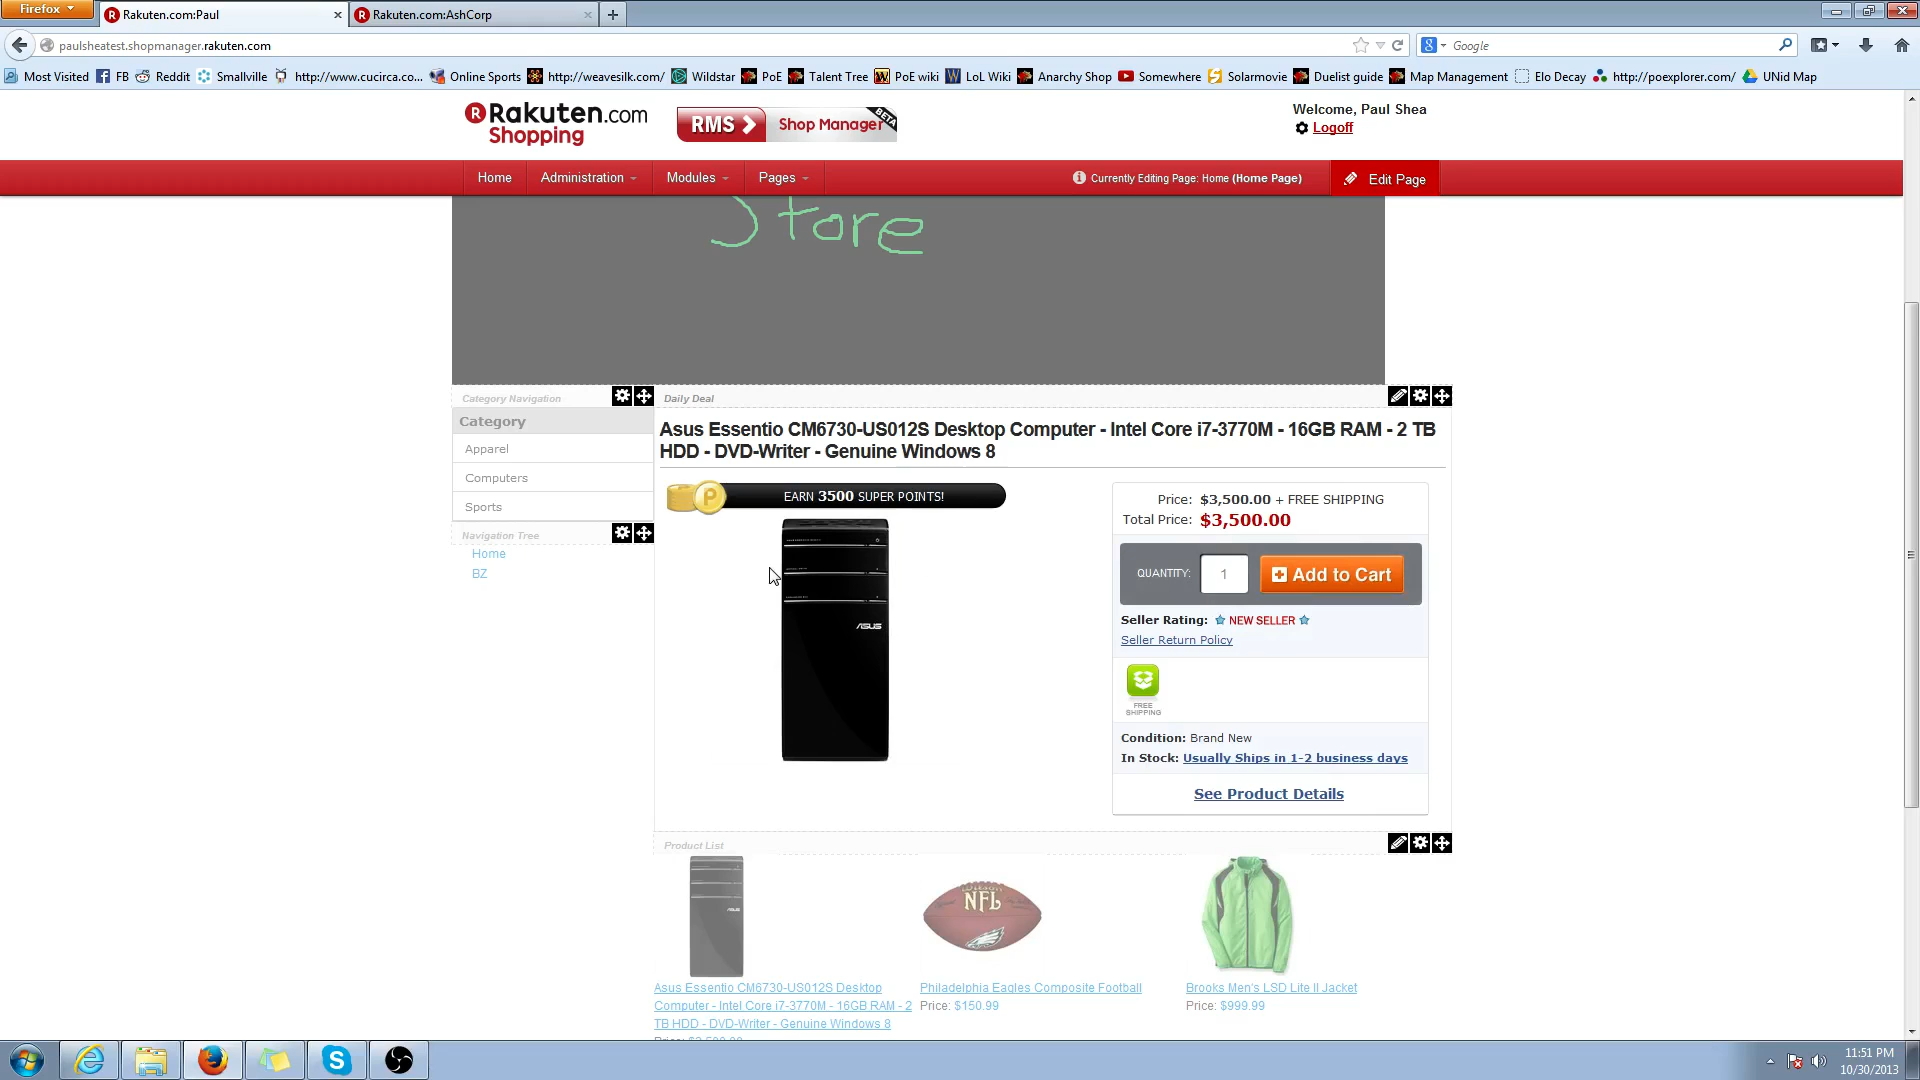 Firefox
Rakuten.com:Paul
Rakuten.com:AshCorp
paulsheatest.shopmanager.rakuten.com
Google
Most Visited FB Reddit Smallville http://www.cucirca.co... Online Sports http://weavesilk.com/ Wildstar PoE Talent Tree PoE wiki LoL Wiki Anarchy Shop Somewhere Solarmovie Duelist guide Map Management Elo Decay http://poexplorer.com/ UNid Map
Rakuten.com
Shopping
RMS Shop Manager BETA
Welcome, Paul Shea
Logoff
Home Administration Modules Pages Currently Editing Page: Home (Home Page) Edit Page
Store
Category Navigation
Category
Apparel
Computers
Sports
Navigation Tree
Home
BZ
Daily Deal
Asus Essentio CM6730-US012S Desktop Computer - Intel Core i7-3770M - 16GB RAM - 2 TB
HDD - DVD-Writer - Genuine Windows 8
P EARN 3500 SUPER POINTS!
ASUS
Price: $3,500.00 + FREE SHIPPING
Total Price: $3,500.00
QUANTITY: 1 Add to Cart
Seller Rating: NEW SELLER
Seller Return Policy
FREE
SHIPPING
Condition: Brand New
In Stock: Usually Ships in 1-2 business days
See Product Details
Product List
ASUS
Wilson
NFL
Asus Essentio CM6730-US012S Desktop
Computer - Intel Core i7-3770M - 16GB RAM - 2
TB HDD - DVD-Writer - Genuine Windows 8
Price: $3,500.00
Philadelphia Eagles Composite Football
Price: $150.99
Brooks Men's LSD Lite II Jacket
Price: $999.99
11:51 PM
10/30/2013